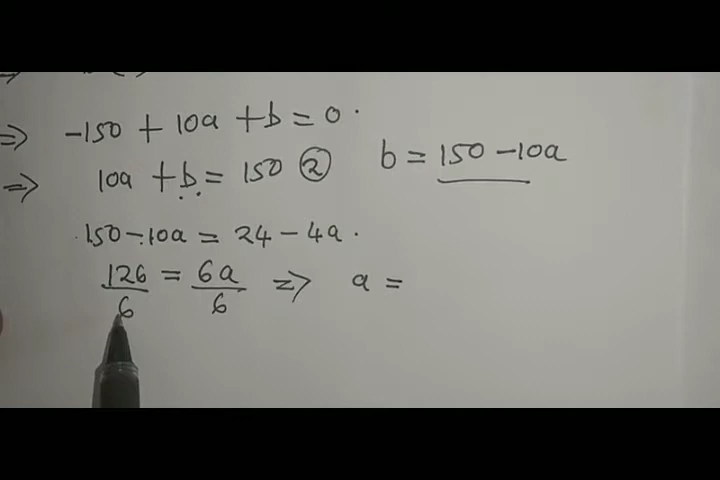 ⇒ -150 + 10a + b = 0.
⇒ 10a + b = 150 ② b = 150 - 10a
150 - 10a = 24 - 4a.
126/6 = 6a/6 ⇒ a =